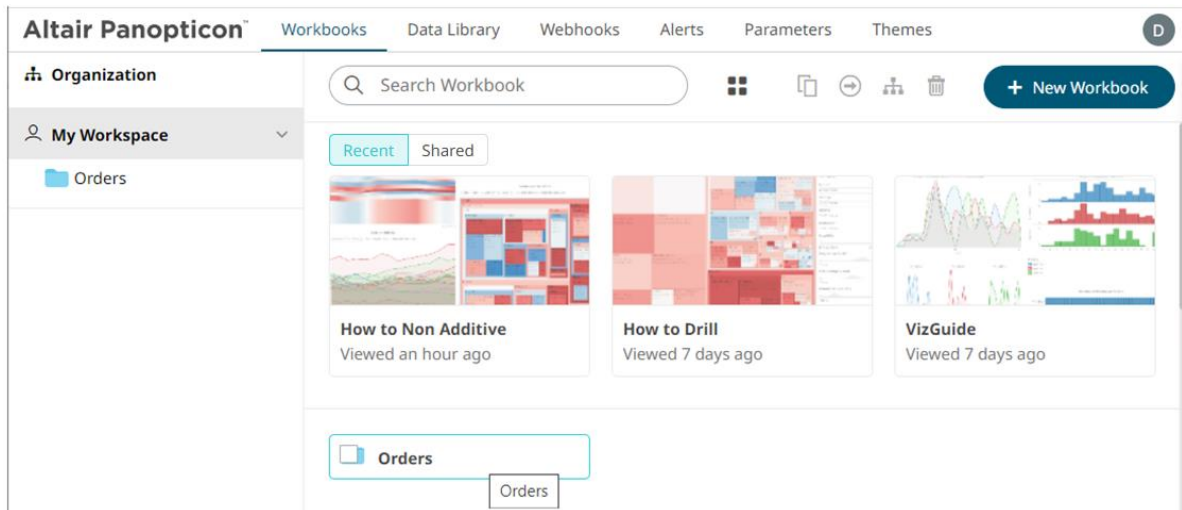 Altair Panopticon™ Workbooks Data Library Webhooks Alerts Parameters Themes D
Organization
My Workspace
Orders
Search Workbook
+ New Workbook
Recent Shared
How to Non Additive
Viewed an hour ago
How to Drill
Viewed 7 days ago
VizGuide
Viewed 7 days ago
Orders
Orders